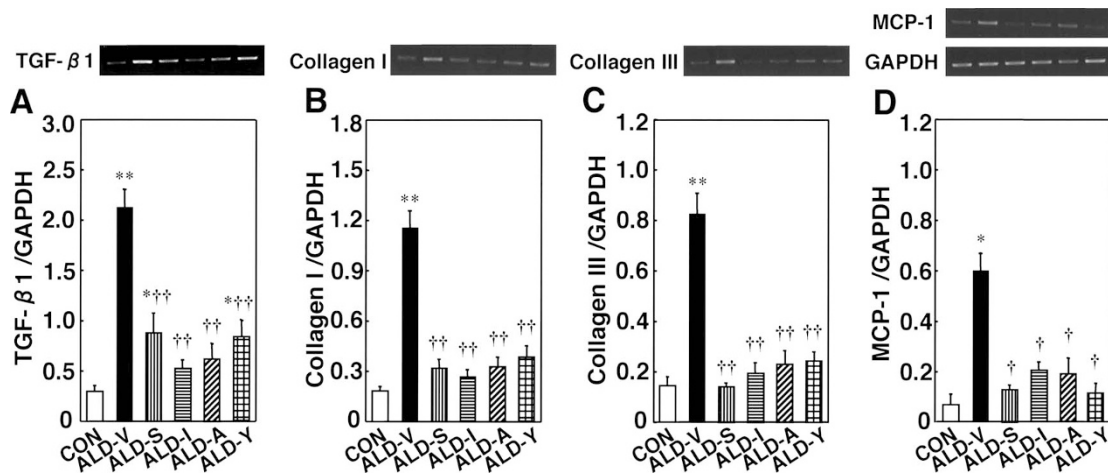 TGF-β1
Collagen I
Collagen III
MCP-1
GAPDH
A
TGF-β1/GAPDH
3.0
2.5
2.0
1.5
1.0
0.5
0
**
*††
††
††
*††
CON
ALD-V
ALD-S
ALD-I
ALD-A
ALD-Y
B
Collagen I/GAPDH
1.8
1.5
1.2
0.9
0.6
0.3
0
**
††
††
††
††
CON
ALD-V
ALD-S
ALD-I
ALD-A
ALD-Y
C
Collagen III/GAPDH
1.2
1.0
0.8
0.6
0.4
0.2
0
**
††
††
††
††
CON
ALD-V
ALD-S
ALD-I
ALD-A
ALD-Y
D
MCP-1/GAPDH
1.2
1.0
0.8
0.6
0.4
0.2
0
*
†
†
†
†
CON
ALD-V
ALD-S
ALD-I
ALD-A
ALD-Y